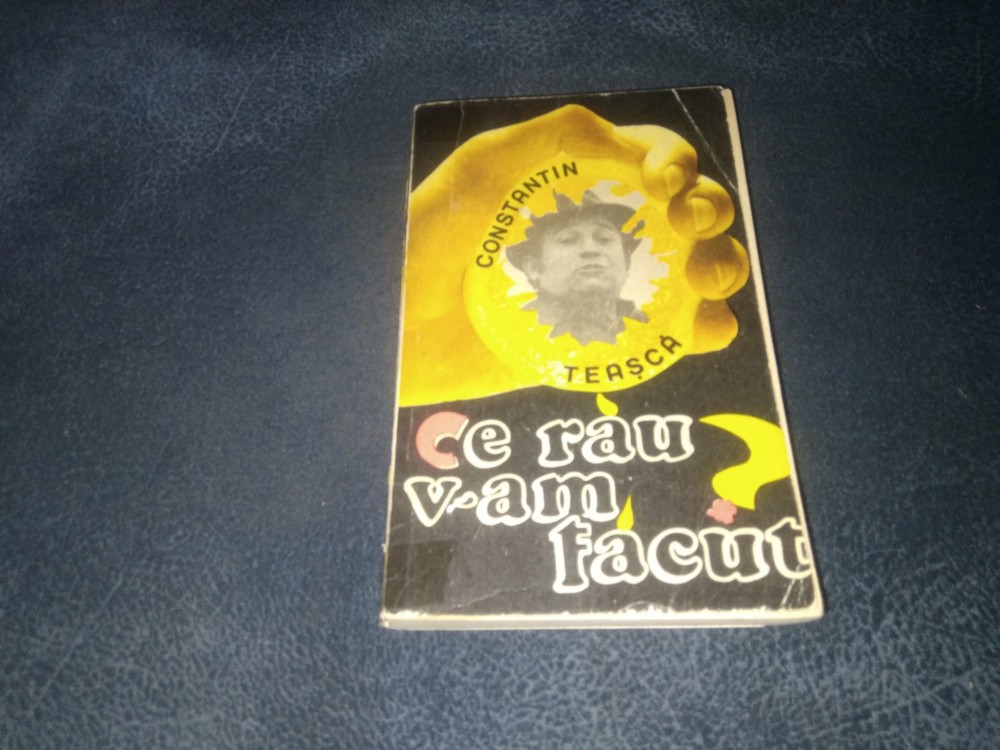 CONSTANTIN
TEAȘCĂ
Ce rău
v-am
făcut?